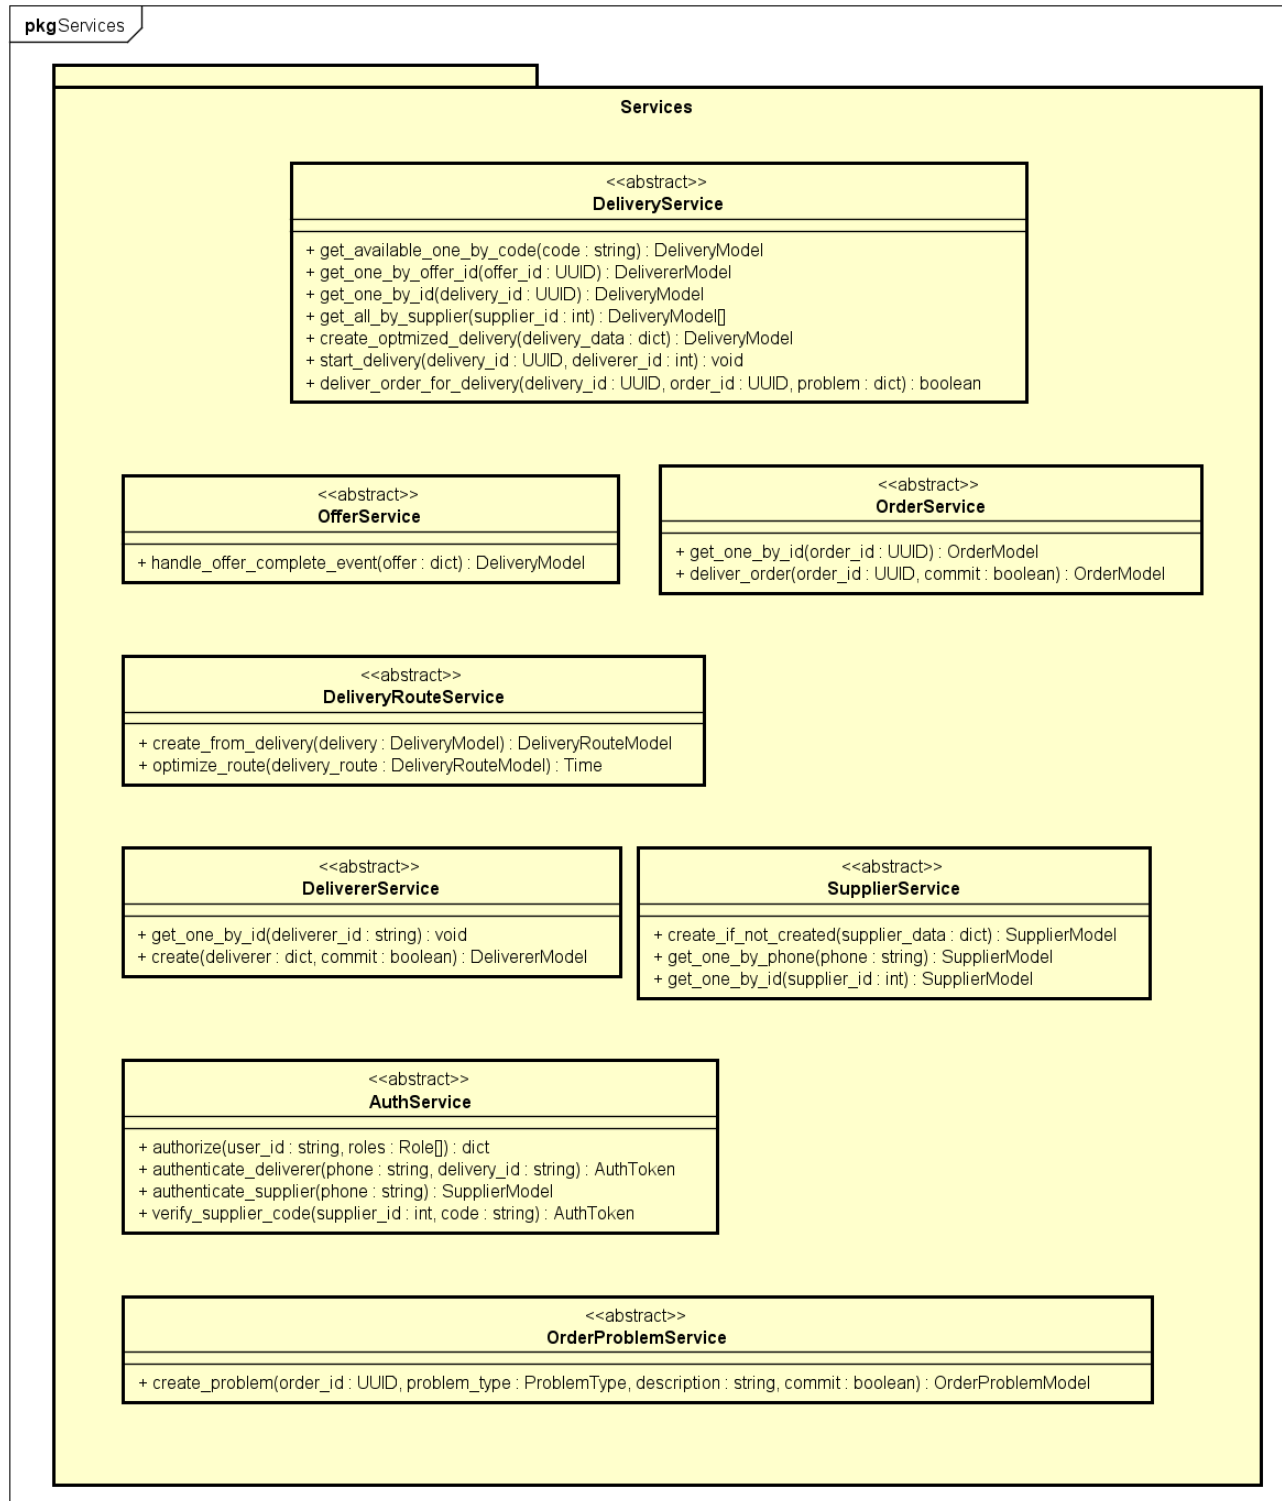 pkg Services
Services
<<abstract>>
DeliveryService
+ get_available_one_by_code(code : string) : DeliveryModel
+ get_one_by_offer_id(offer_id : UUID) : DelivererModel
+ get_one_by_id(delivery_id : UUID) : DeliveryModel
+ get_all_by_supplier(supplier_id : int) : DeliveryModel[]
+ create_optmized_delivery(delivery_data : dict) : DeliveryModel
+ start_delivery(delivery_id : UUID, deliverer_id : int) : void
+ deliver_order_for_delivery(delivery_id : UUID, order_id : UUID, problem : dict) : boolean
<<abstract>>
OfferService
+ handle_offer_complete_event(offer : dict) : DeliveryModel
<<abstract>>
OrderService
+ get_one_by_id(order_id : UUID) : OrderModel
+ deliver_order(order_id : UUID, commit : boolean) : OrderModel
<<abstract>>
DeliveryRouteService
+ create_from_delivery(delivery : DeliveryModel) : DeliveryRouteModel
+ optimize_route(delivery_route : DeliveryRouteModel) : Time
<<abstract>>
DelivererService
+ get_one_by_id(deliverer_id : string) : void
+ create(deliverer : dict, commit : boolean) : DelivererModel
<<abstract>>
SupplierService
+ create_if_not_created(supplier_data : dict) : SupplierModel
+ get_one_by_phone(phone : string) : SupplierModel
+ get_one_by_id(supplier_id : int) : SupplierModel
<<abstract>>
AuthService
+ authorize(user_id : string, roles : Role[]) : dict
+ authenticate_deliverer(phone : string, delivery_id : string) : AuthToken
+ authenticate_supplier(phone : string) : SupplierModel
+ verify_supplier_code(supplier_id : int, code : string) : AuthToken
<<abstract>>
OrderProblemService
+ create_problem(order_id : UUID, problem_type : ProblemType, description : string, commit : boolean) : OrderProblemModel